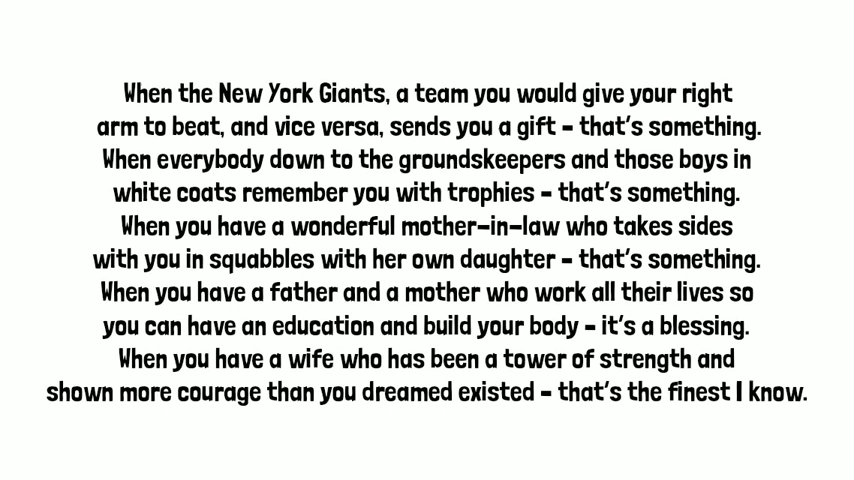 When the New York Giants, a team you would give your right
arm to beat, and vice versa, sends you a gift – that's something.
When everybody down to the groundskeepers and those boys in
white coats remember you with trophies – that's something.
When you have a wonderful mother-in-law who takes sides
with you in squabbles with her own daughter – that's something.
When you have a father and a mother who work all their lives so
you can have an education and build your body – it's a blessing.
When you have a wife who has been a tower of strength and
shown more courage than you dreamed existed – that's the finest I know.